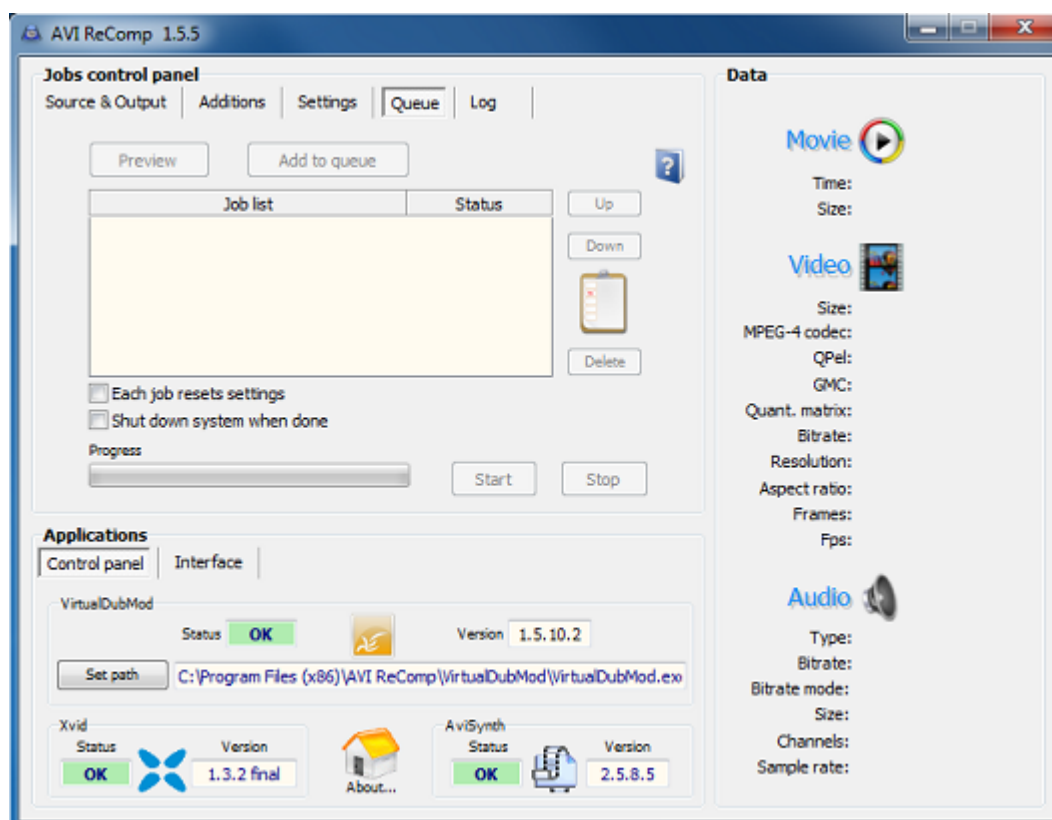 AVI ReComp 1.5.5
Jobs control panel
Source & Output
Additions
Settings
Queue
Log
Preview
Add to queue
?
Job list
Status
Up
Down
Delete
Each job resets settings
Shut down system when done
Progress
Start
Stop
Applications
Control panel
Interface
VirtualDubMod
Status OK
Version 1.5.10.2
Set path
C:\Program Files (x86)\AVI ReComp\VirtualDubMod\VirtualDubMod.exe
Xvid
Status
OK
Version
1.3.2 final
About...
AviSynth
Status
OK
Version
2.5.8.5
Data
Movie
Time:
Size:
Video
Size:
MPEG-4 codec:
QPel:
GMC:
Quant. matrix:
Bitrate:
Resolution:
Aspect ratio:
Frames:
Fps:
Audio
Type:
Bitrate:
Bitrate mode:
Size:
Channels:
Sample rate: